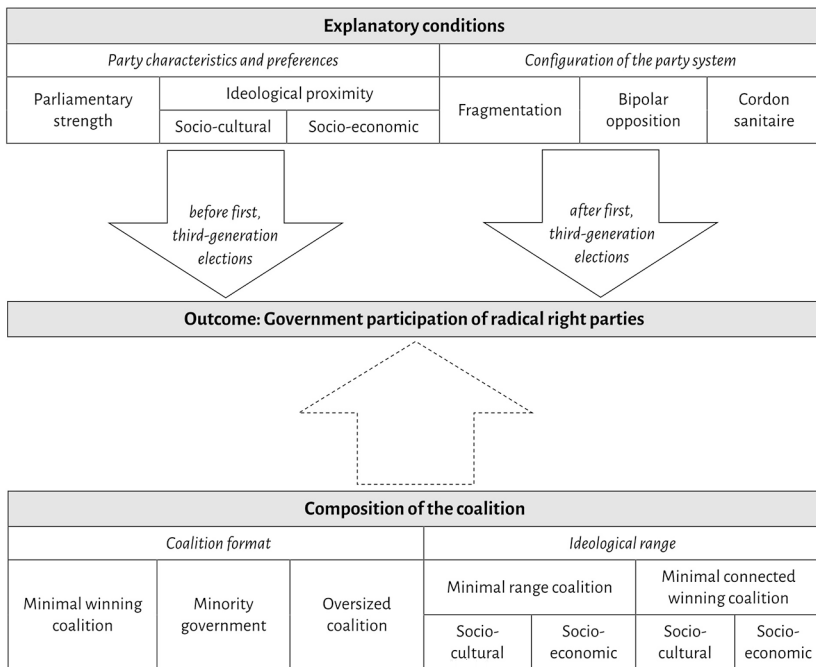 Explanatory conditions
Party characteristics and preferences
Configuration of the party system
Parliamentary
strength
Ideological proximity
Socio-cultural
Socio-economic
Fragmentation
Bipolar
opposition
Cordon
sanitaire
before first,
third-generation
elections
after first,
third-generation
elections
Outcome: Government participation of radical right parties
Composition of the coalition
Coalition format
Ideological range
Minimal winning
coalition
Minority
government
Oversized
coalition
Minimal range coalition
Minimal connected
winning coalition
Socio-
cultural
Socio-
economic
Socio-
cultural
Socio-
economic